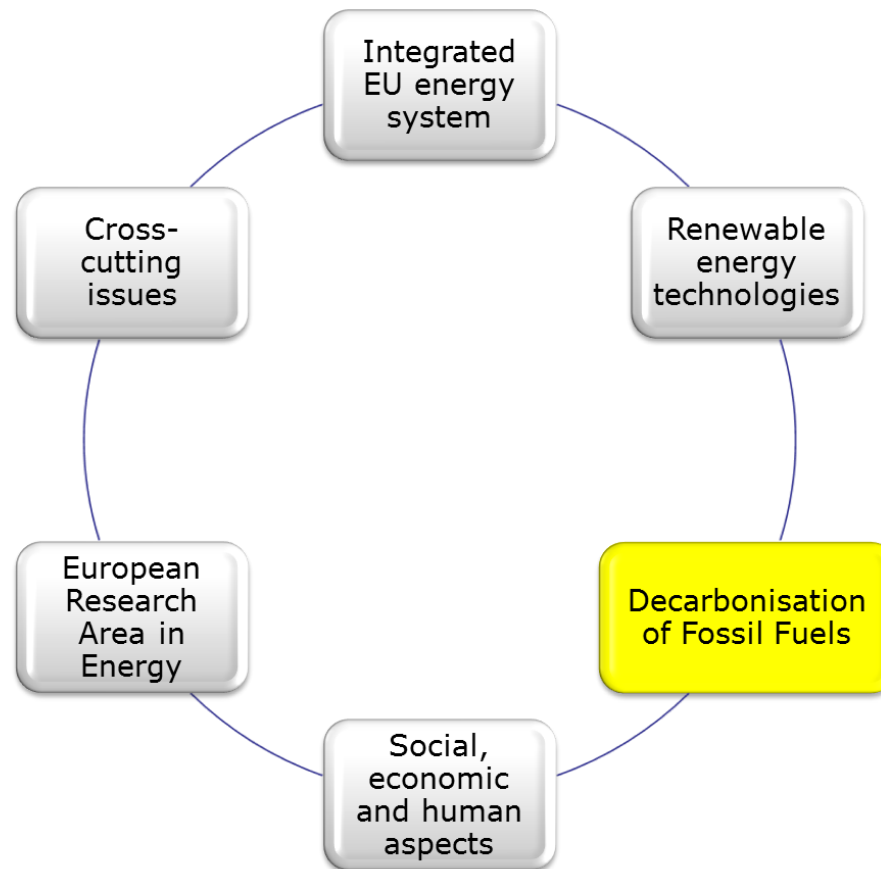 Integrated
EU energy
system
Cross-
cutting
issues
Renewable
energy
technologies
European
Research
Area in
Energy
Decarbonisation
of Fossil Fuels
Social,
economic
and human
aspects